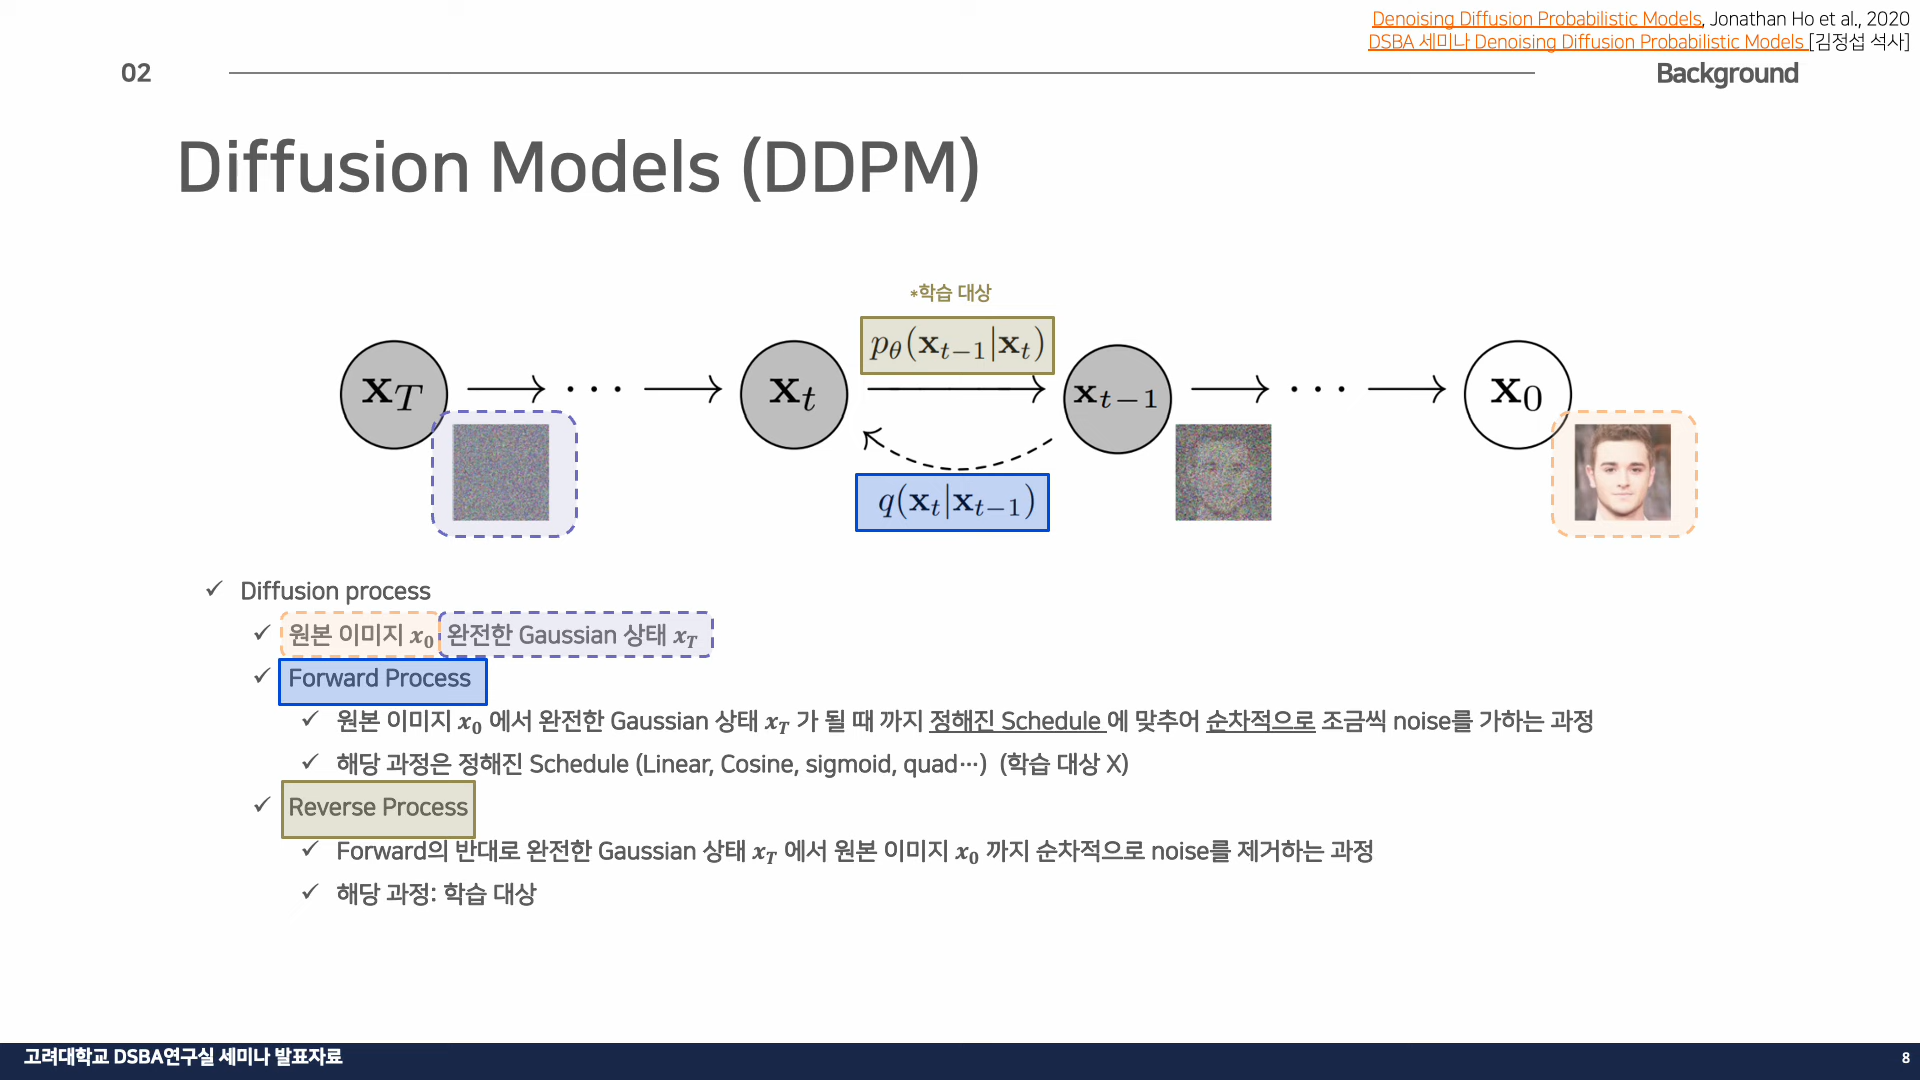 Denoising Diffusion Probabilistic Models, Jonathan Ho et al., 2020
DSBA 세미나 Denoising Diffusion Probabilistic Models [김정섭 석사]
02
Background
Diffusion Models (DDPM)
*학습 대상
p_θ(x_{t−1}|x_t)
x_T → ··· → x_t → x_{t−1} → ··· → x_0
q(x_t|x_{t−1})
✓ Diffusion process
✓ 원본 이미지 x_0 완전한 Gaussian 상태 x_T
✓ Forward Process
✓ 원본 이미지 x_0 에서 완전한 Gaussian 상태 x_T 가 될 때 까지 정해진 Schedule 에 맞추어 순차적으로 조금씩 noise를 가하는 과정
✓ 해당 과정은 정해진 Schedule (Linear, Cosine, sigmoid, quad…) (학습 대상 X)
✓ Reverse Process
✓ Forward의 반대로 완전한 Gaussian 상태 x_T 에서 원본 이미지 x_0 까지 순차적으로 noise를 제거하는 과정
✓ 해당 과정: 학습 대상
고려대학교 DSBA연구실 세미나 발표자료
8